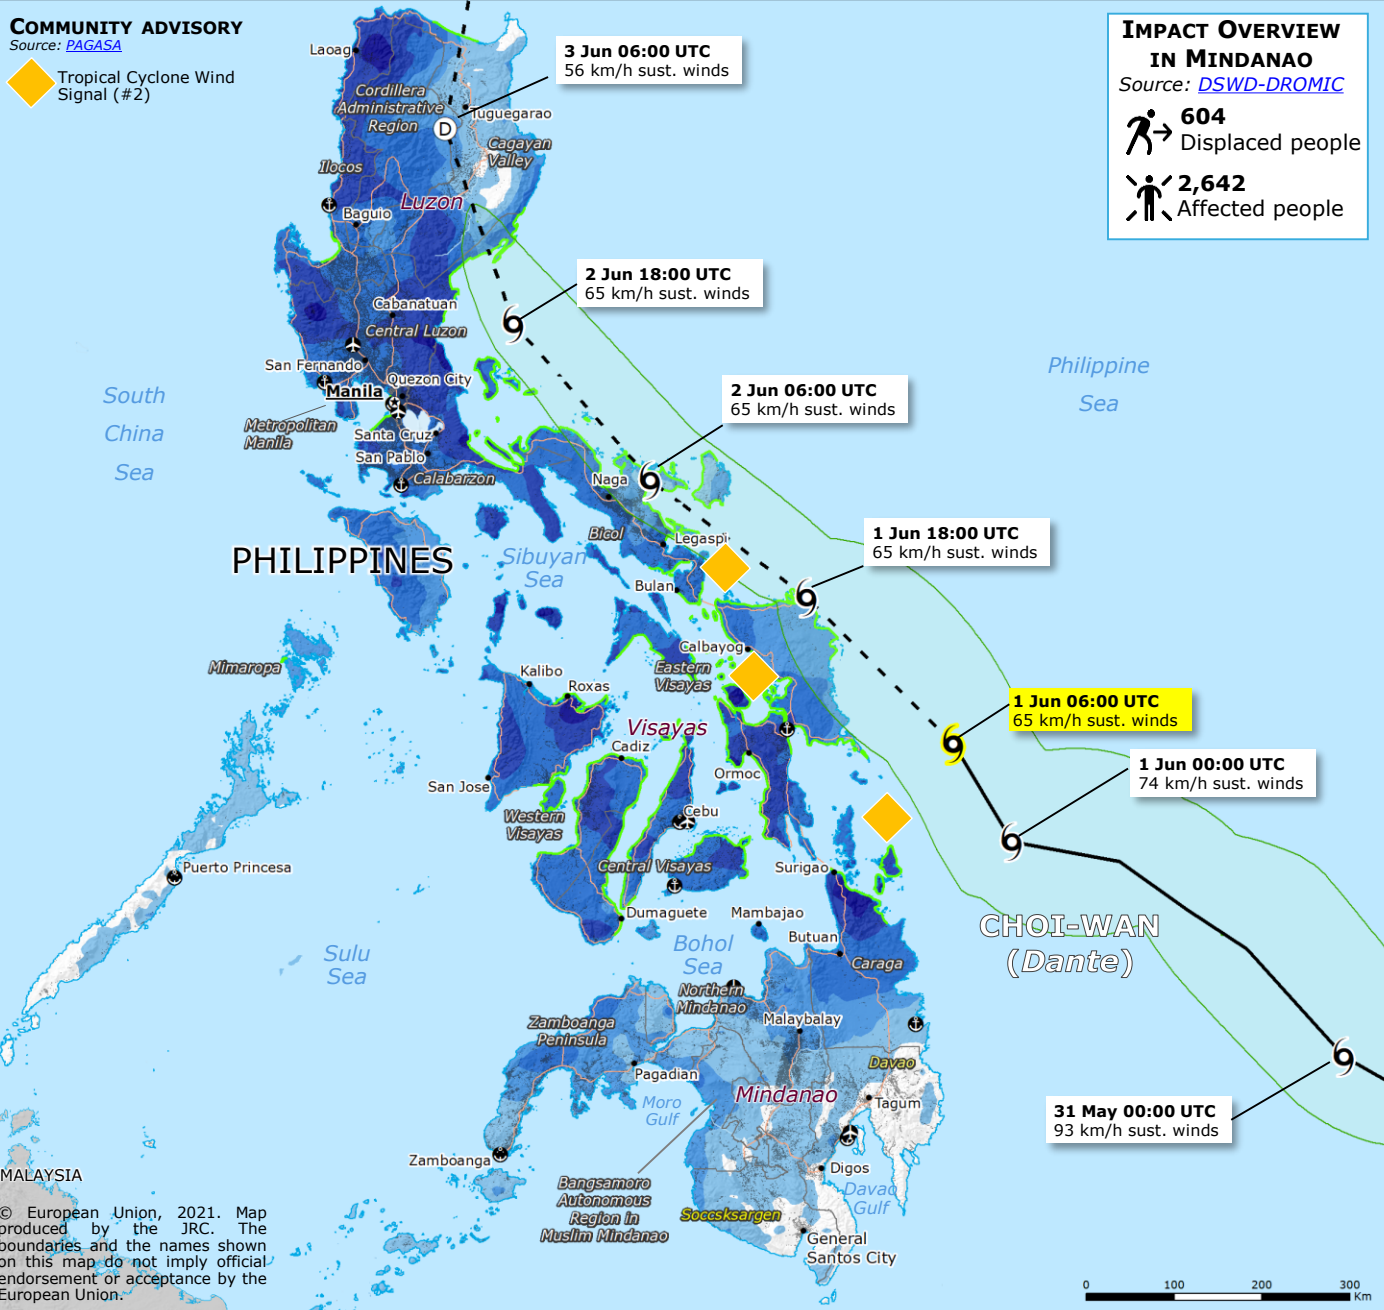 COMMUNITY ADVISORY
Source: PAGASA
Tropical Cyclone Wind
Signal (#2)
IMPACT OVERVIEW
IN MINDANAO
Source: DSWD-DROMIC
604
Displaced people
2,642
Affected people
3 Jun 06:00 UTC
56 km/h sust. winds
2 Jun 18:00 UTC
65 km/h sust. winds
2 Jun 06:00 UTC
65 km/h sust. winds
1 Jun 18:00 UTC
65 km/h sust. winds
1 Jun 06:00 UTC
65 km/h sust. winds
1 Jun 00:00 UTC
74 km/h sust. winds
31 May 00:00 UTC
93 km/h sust. winds
CHOI-WAN
(Dante)
Laoag
Cordillera
Administrative
Region
D
Tuguegarao
Cagayan
Valley
Ilocos
Luzon
Baguio
Cabanatuan
Central Luzon
San Fernando
Quezon City
Manila
Metropolitan
Manila
Santa Cruz
San Pablo
Calabarzon
South
China
Sea
Philippine
Sea
PHILIPPINES
Naga
Bicol
Legaspi
Sibuyan
Sea
Bulan
Mimaropa
Calbayog
Eastern
Visayas
Kalibo
Roxas
Visayas
Cadiz
Ormoc
San Jose
Western
Visayas
Cebu
Central Visayas
Surigao
Puerto Princesa
Dumaguete
Mambajao
Butuan
Bohol
Sea
Caraga
Sulu
Sea
Northern
Mindanao
Malaybalay
Zamboanga
Peninsula
Pagadian
Davao
Mindanao
Tagum
Moro
Gulf
Zamboanga
Digos
Davao
Gulf
Bangsamoro
Autonomous
Region in
Muslim Mindanao
Soccsksargen
General
Santos City
MALAYSIA
© European Union, 2021. Map
produced by the JRC. The
boundaries and the names shown
on this map do not imply official
endorsement or acceptance by the
European Union.
0 100 200 300
Km